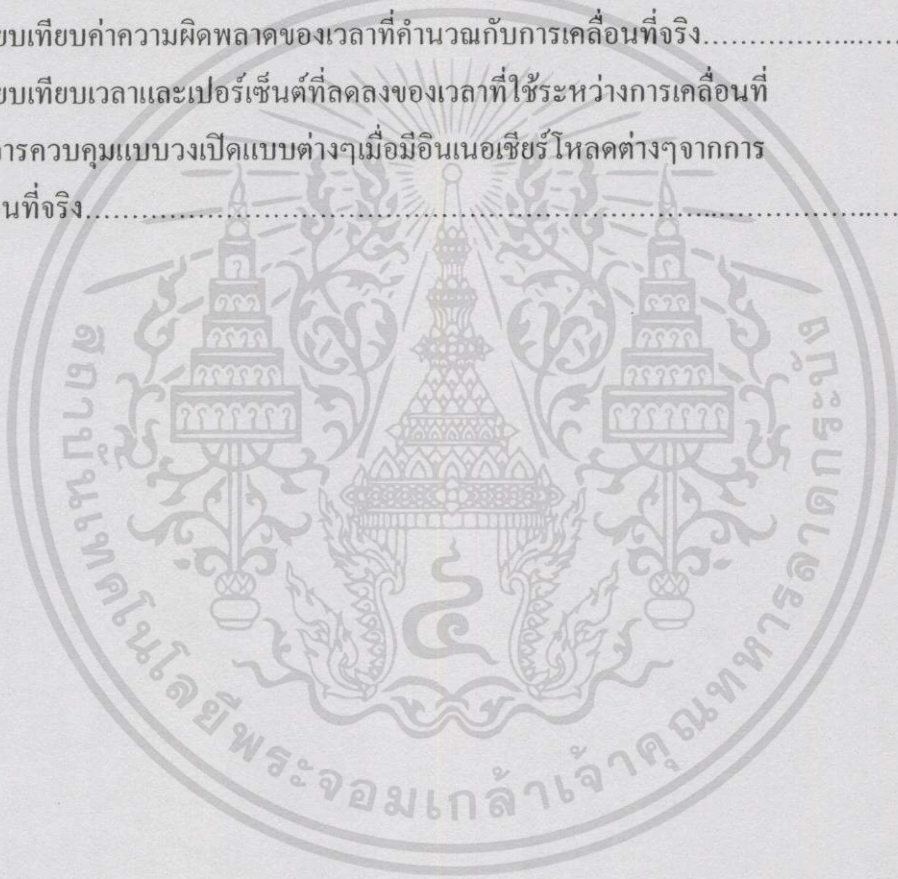 ยบเทียบค่าความผิดพลาดของเวลาที่คำนวณกับการเคลื่อนที่จริง
ยบเทียบเวลาและเปอร์เซ็นต์ที่ลดลงของเวลาที่ใช้ระหว่างการเคลื่อนที่
ารควบคุมแบบวงเปิดแบบต่างๆเมื่อมีอินเนอเชียร์โหลดต่างๆจากการ
นที่จริง
สถาบันเทคโนโลยีพระจอมเกล้าเจ้าคุณทหารลาดกระบัง